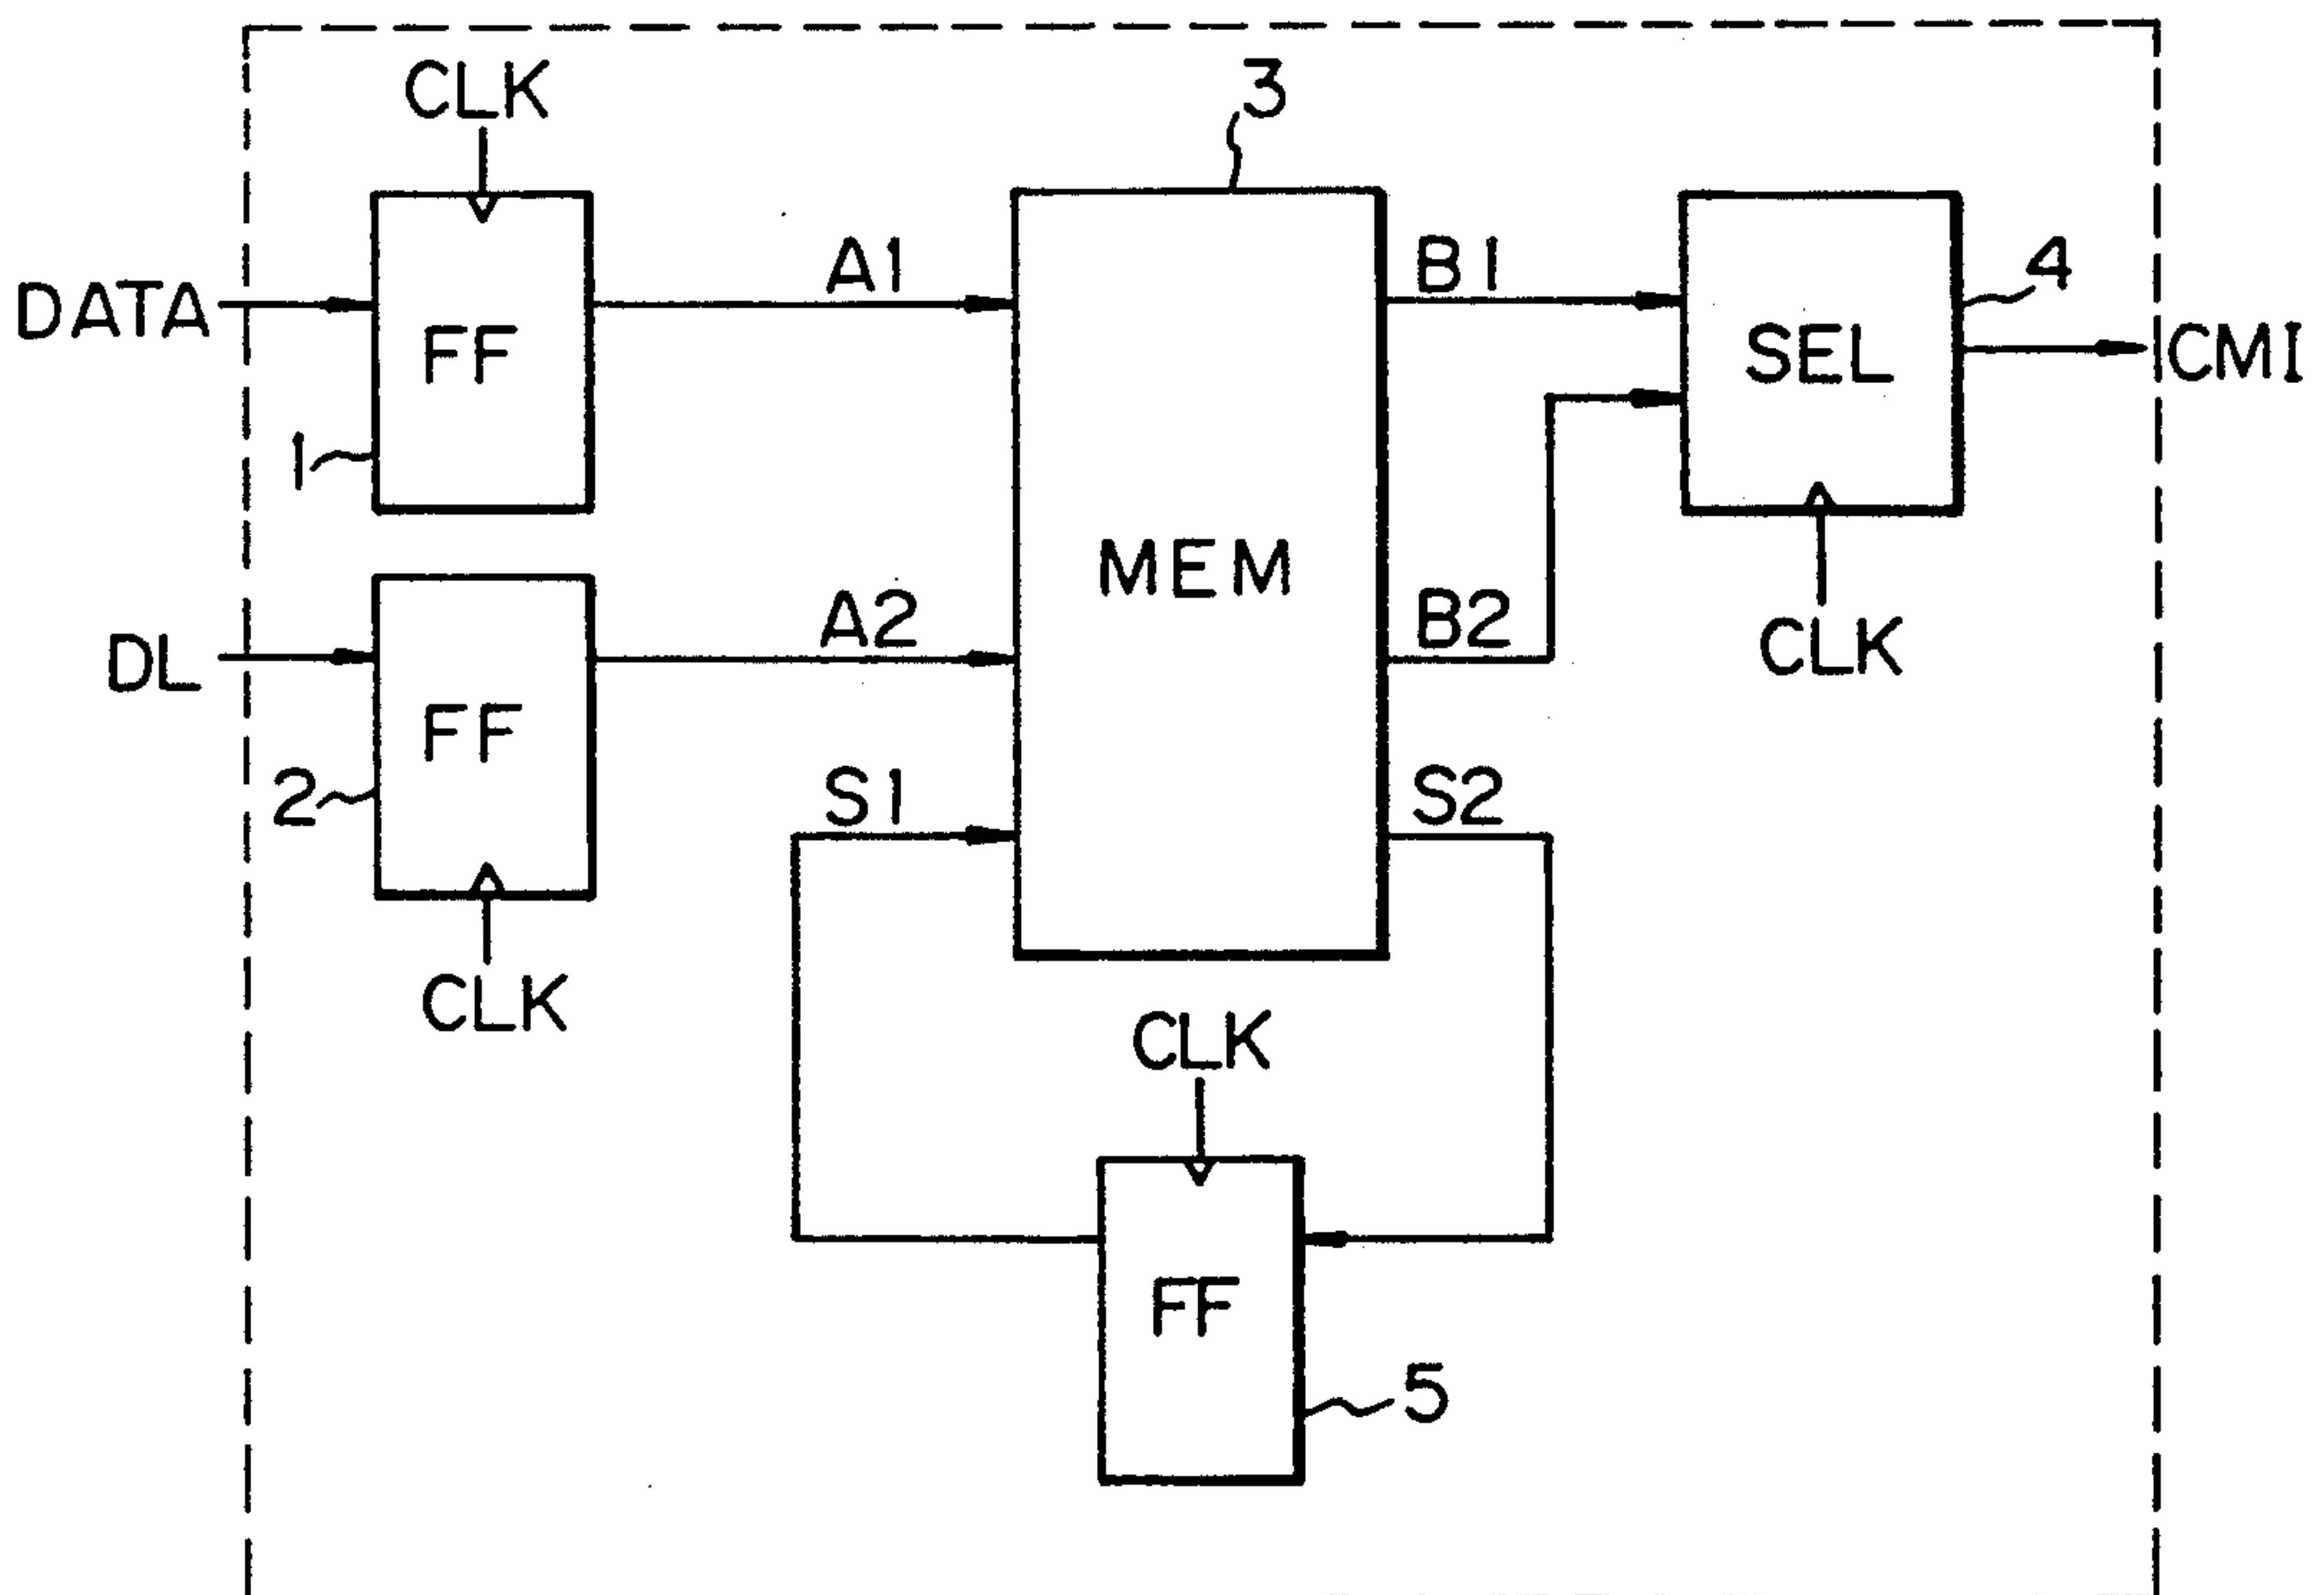 CLK
3
A1
B1
4
DATA
FF
SEL
CMI
1
MEM
A2
B2
CLK
DL
FF
2
S1
S2
CLK
CLK
FF
5